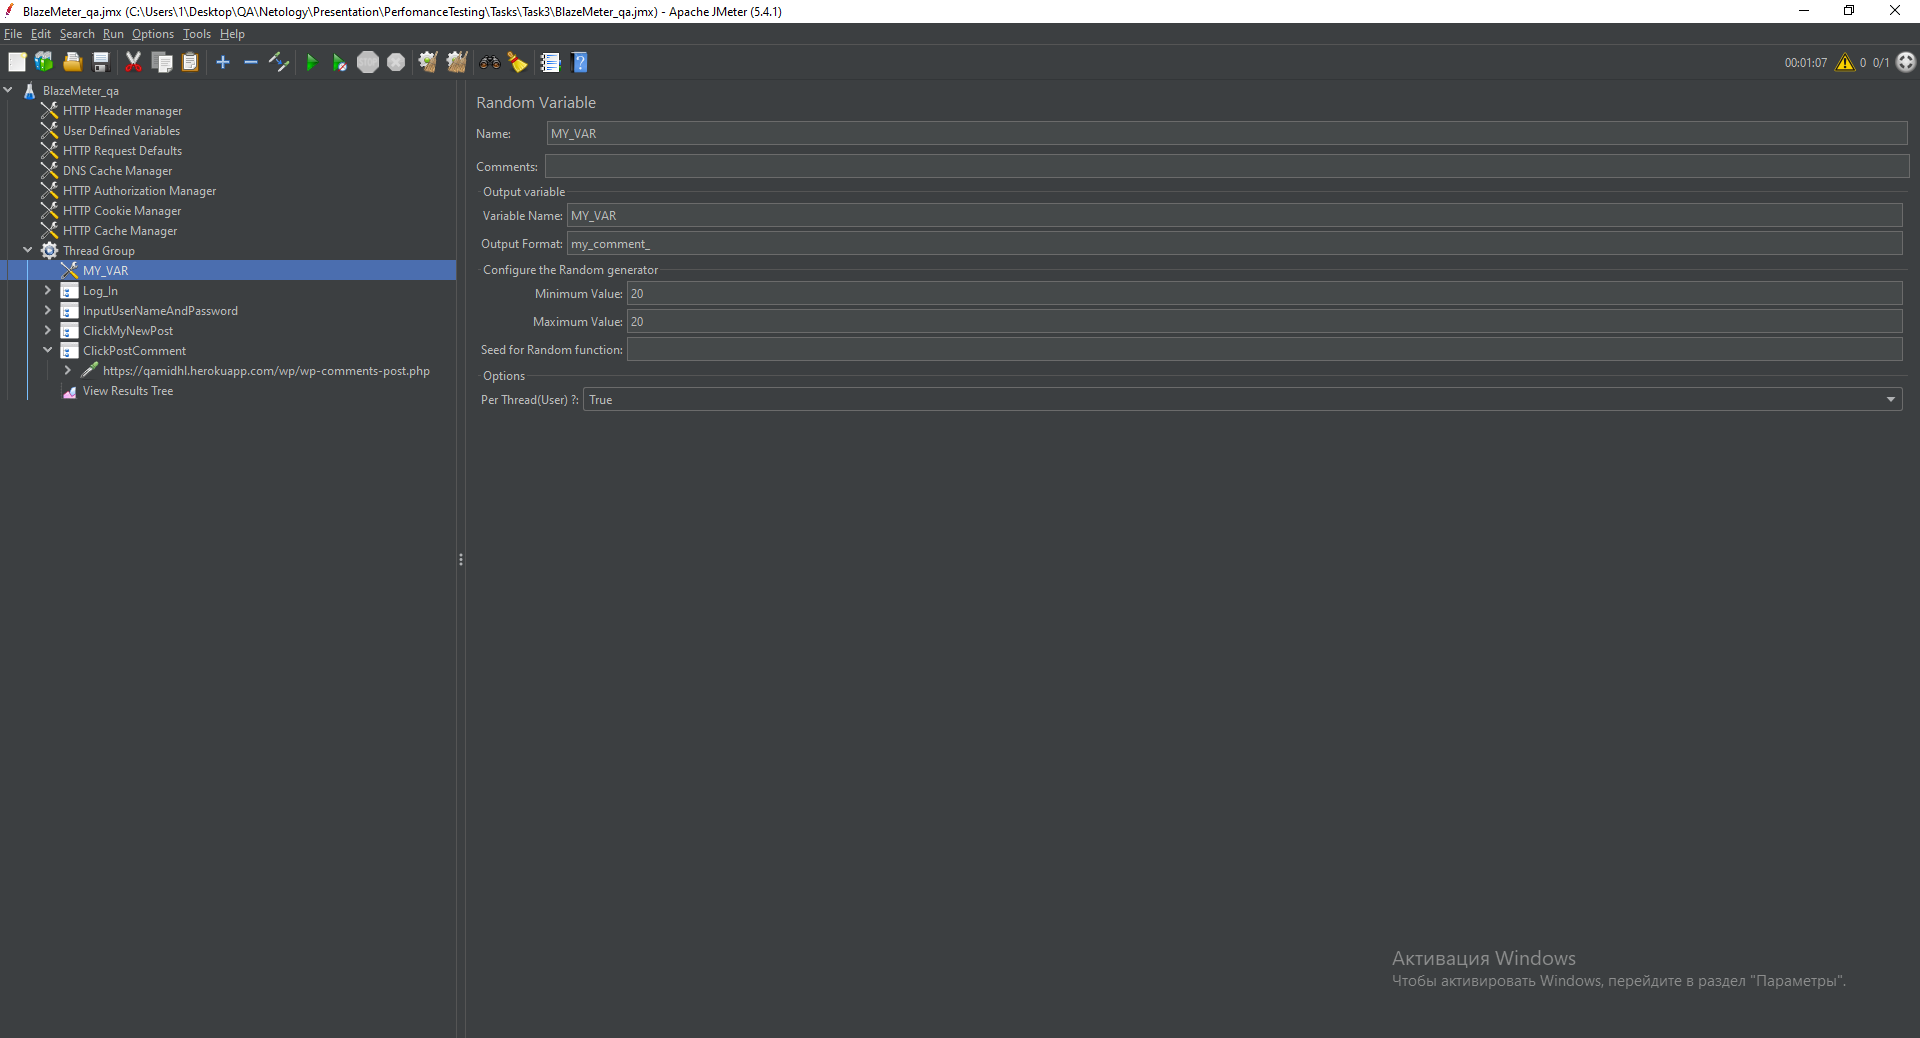 BlazeMeter_qa.jmx (C:\Users\1\Desktop\QA\Netology\Presentation\PerfomanceTesting\Tasks\Task3\BlazeMeter_qa.jmx) - Apache JMeter (5.4.1)
File Edit Search Run Options Tools Help
STOP
00:01:07 0 0/1
BlazeMeter_qa
HTTP Header manager
User Defined Variables
HTTP Request Defaults
DNS Cache Manager
HTTP Authorization Manager
HTTP Cookie Manager
HTTP Cache Manager
Thread Group
MY_VAR
Log_In
InputUserNameAndPassword
ClickMyNewPost
ClickPostComment
https://qamidhl.herokuapp.com/wp/wp-comments-post.php
View Results Tree
Random Variable
Name: MY_VAR
Comments:
Output variable
Variable Name: MY_VAR
Output Format: my_comment_
Configure the Random generator
Minimum Value: 20
Maximum Value: 20
Seed for Random function:
Options
Per Thread(User) ?: True
Активация Windows
Чтобы активировать Windows, перейдите в раздел "Параметры".